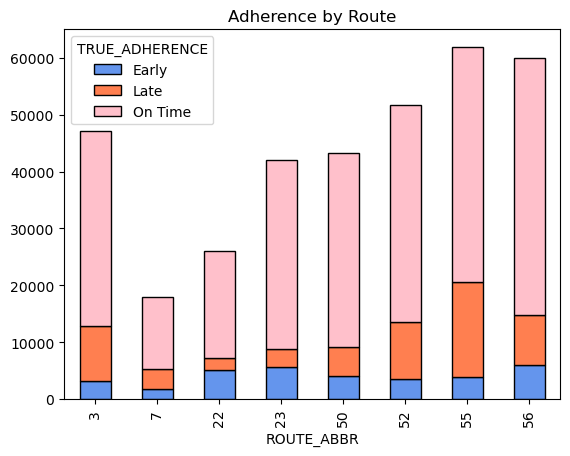 Adherence by Route
TRUE_ADHERENCE
Early
Late
On Time
60000
50000
40000
30000
20000
10000
0
3 7 22 23 50 52 55 56
ROUTE_ABBR